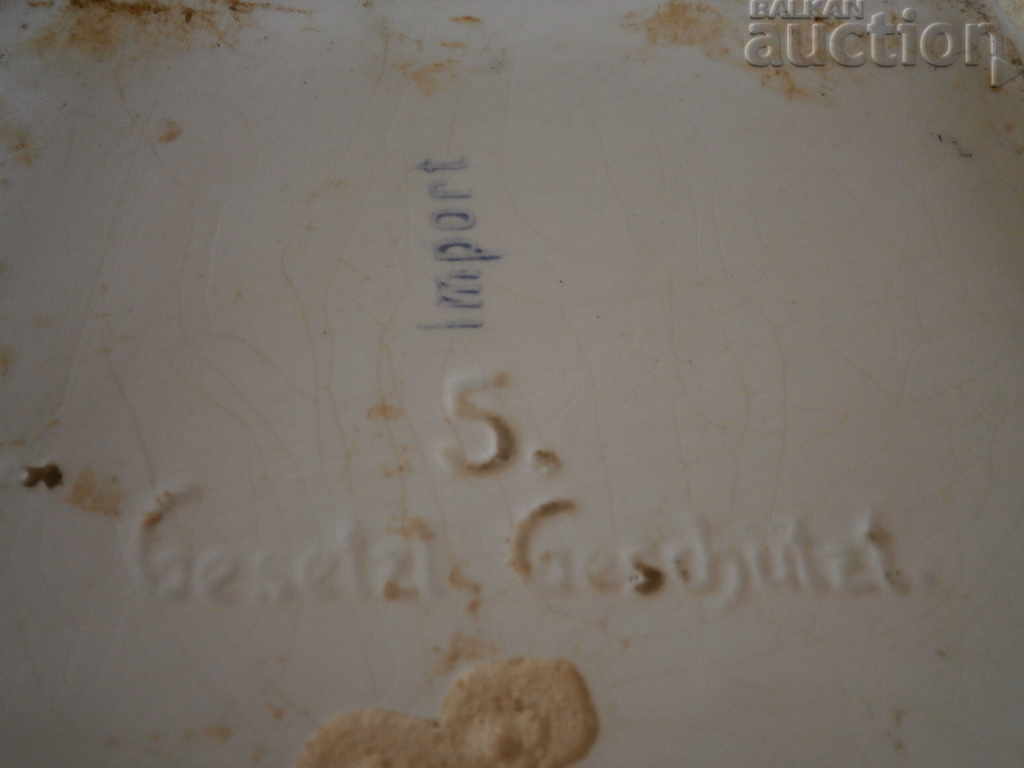 BALKAN
auction
Import
5.
Gesetzl. Geschützt.